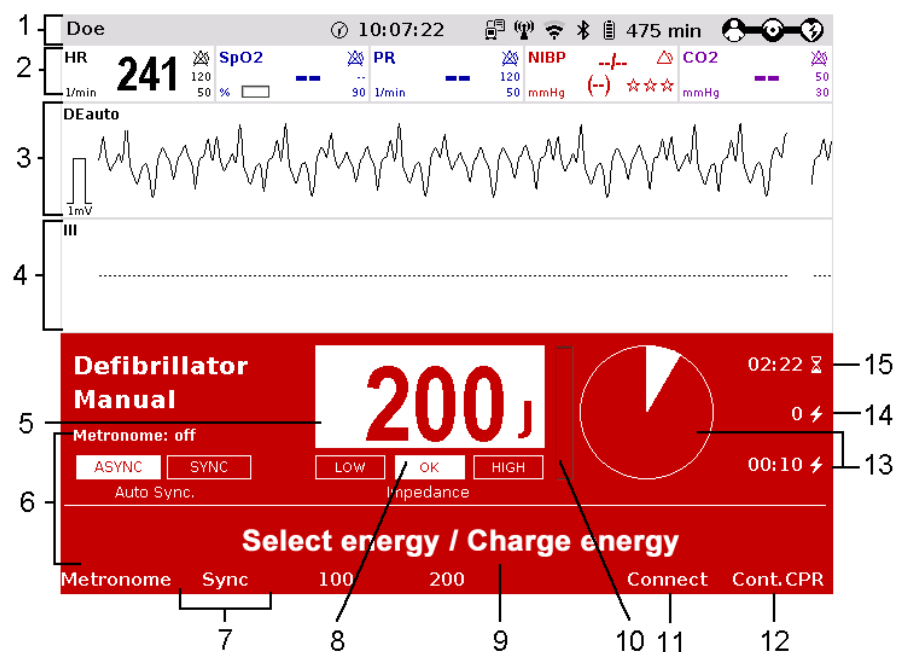 1
Doe 10:07:22 475 min
2
HR 241 120 50 1/min
SpO2 -- -- 90 %
PR -- 120 50 1/min
NIBP --/-- (--) mmHg
CO2 -- 50 30 mmHg
3
DEauto
1mV
4
III
Defibrillator
Manual
5
200 J
02:22 15
0 14
00:10 13
Metronome: off
6
ASYNC SYNC
Auto Sync.
LOW OK HIGH
Impedance
Select energy / Charge energy
Metronome Sync 100 200 Connect Cont.CPR
7 8 9 10 11 12